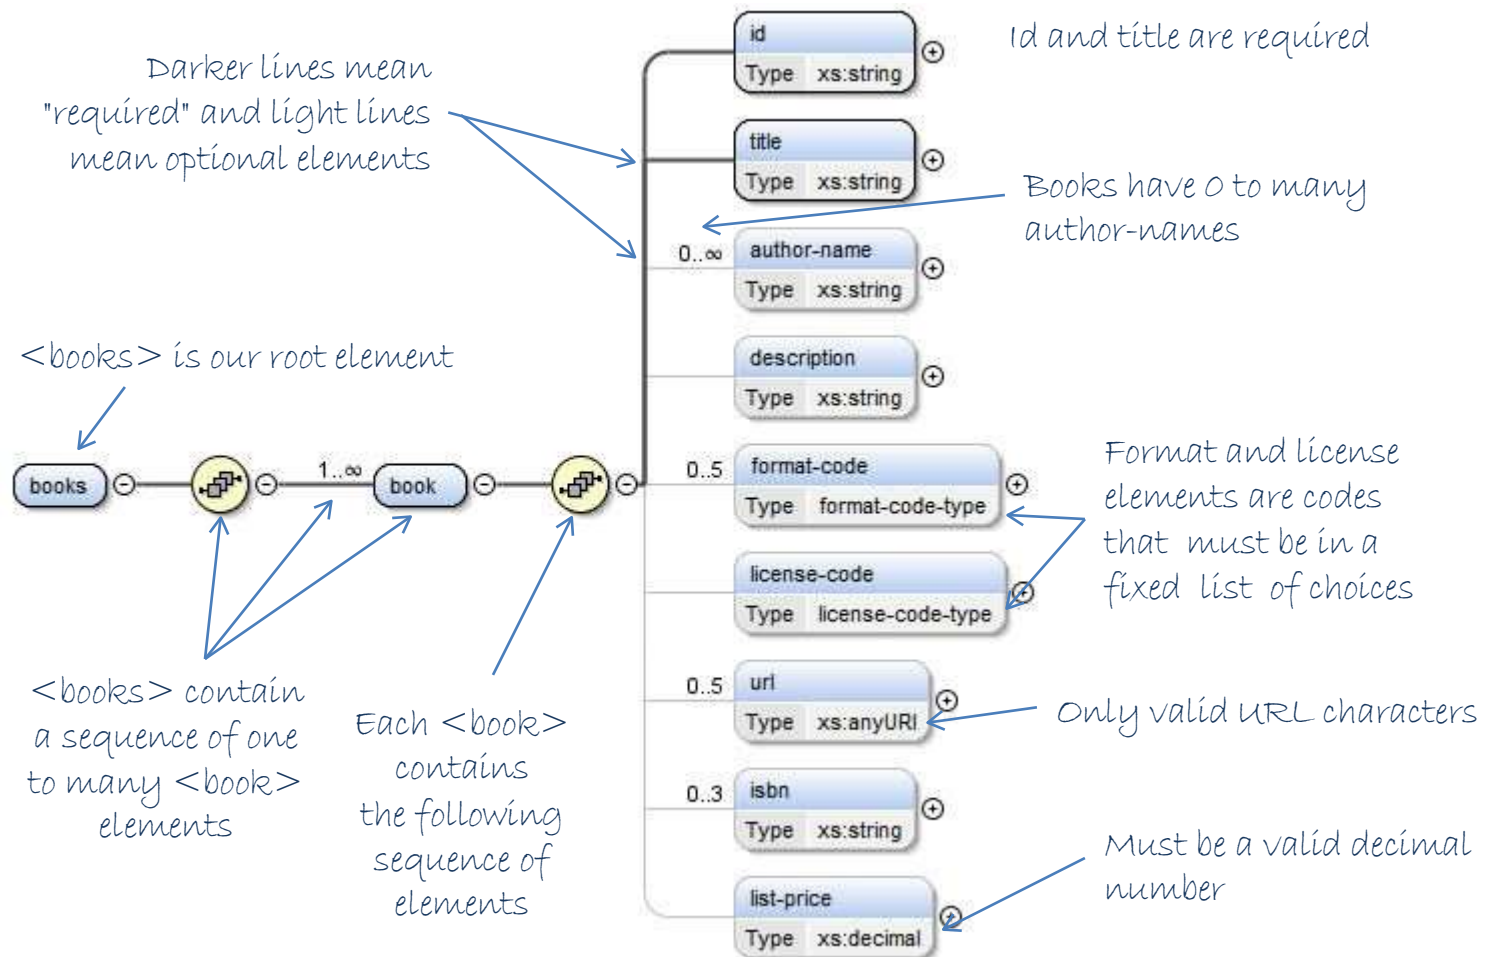 id
Type xs:string
Id and title are required
Darker lines mean
"required" and light lines
mean optional elements
title
Type xs:string
Books have 0 to many
author-names
0..∞
author-name
Type xs:string
<books> is our root element
description
Type xs:string
books
1..∞
book
0..5
format-code
Type format-code-type
Format and license
elements are codes
that must be in a
fixed list of choices
license-code
Type license-code-type
<books> contain
a sequence of one
to many <book>
elements
Each <book>
contains
the following
sequence of
elements
0..5
url
Type xs:anyURI
Only valid URL characters
0..3
isbn
Type xs:string
Must be a valid decimal
number
list-price
Type xs:decimal